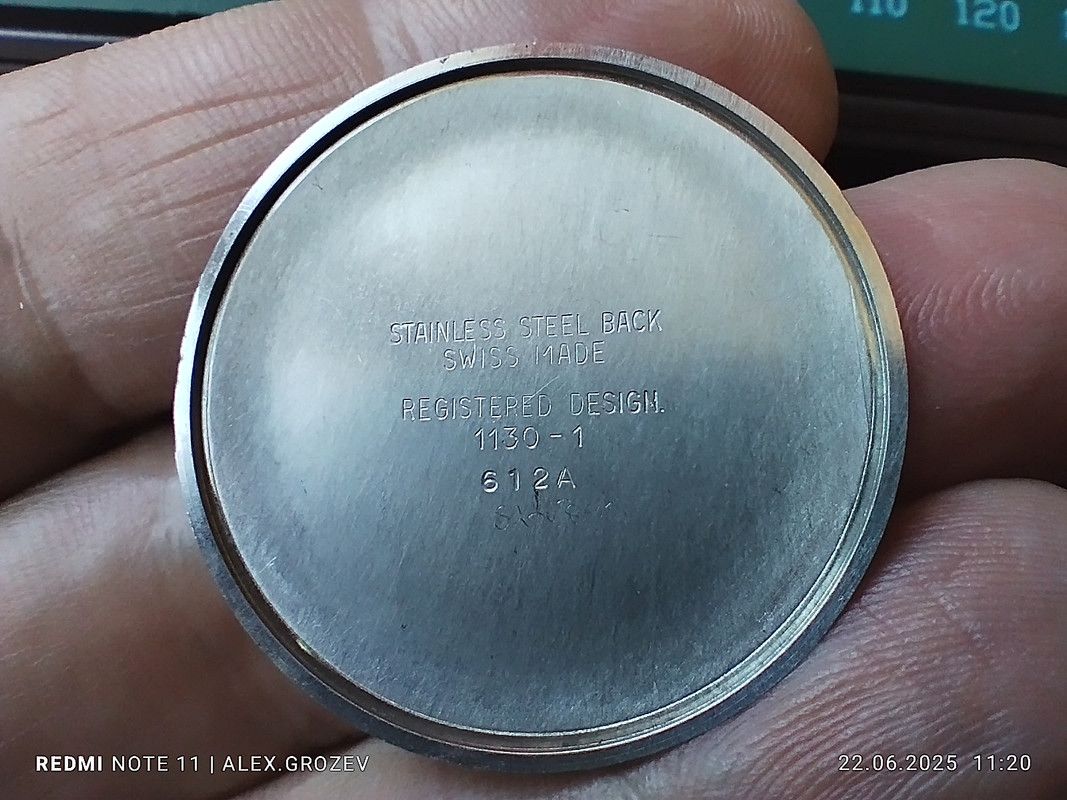 110 120
STAINLESS STEEL BACK
SWISS MADE
REGISTERED DESIGN.
1130-1
612A
REDMI NOTE 11 | ALEX.GROZEV
22.06.2025 11:20